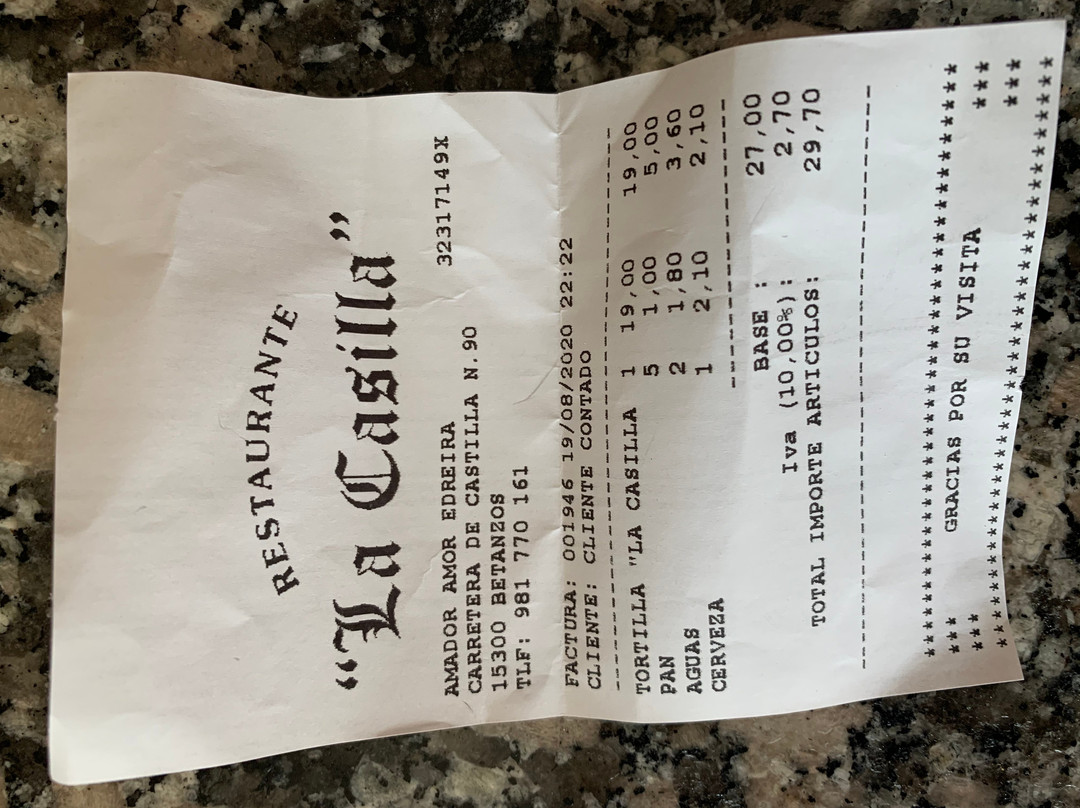 RESTAURANTE
“La Casilla”
AMADOR AMOR EDREIRA 32317149X
CARRETERA DE CASTILLA N.90
15300 BETANZOS
TLF: 981 770 161
FACTURA: 001946 19/08/2020 22:22
CLIENTE: CLIENTE CONTADO
--------------------------------------------
TORTILLA "LA CASILLA 1 19,00 19,00
PAN 5 1,00 5,00
AGUAS 2 1,80 3,60
CERVEZA 1 2,10 2,10
-----------------------
BASE : 27,00
Iva (10,00%): 2,70
TOTAL IMPORTE ARTICULOS: 29,70
--------------------------------------------
****************************************
*** GRACIAS POR SU VISITA ***
*** ***
****************************************